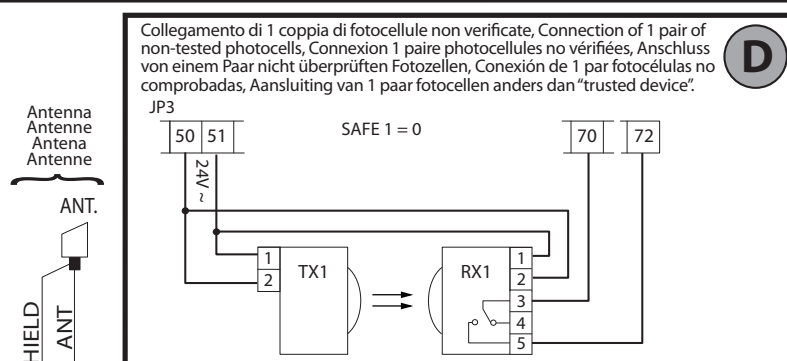 Collegamento di 1 coppia di fotocellule non verificate, Connection of 1 pair of
non-tested photocells, Connexion 1 paire photocellules no vérifiées, Anschluss
von einem Paar nicht überprüften Fotozellen, Conexión de 1 par fotocélulas no
comprobadas, Aansluiting van 1 paar fotocellen anders dan “trusted device”.
D
JP3
50 51
SAFE 1 = 0
70 72
24V ~
Antenna
Antenne
Antena
Antenne
ANT.
ANT
1
2
TX1
RX1
1
2
3
4
5